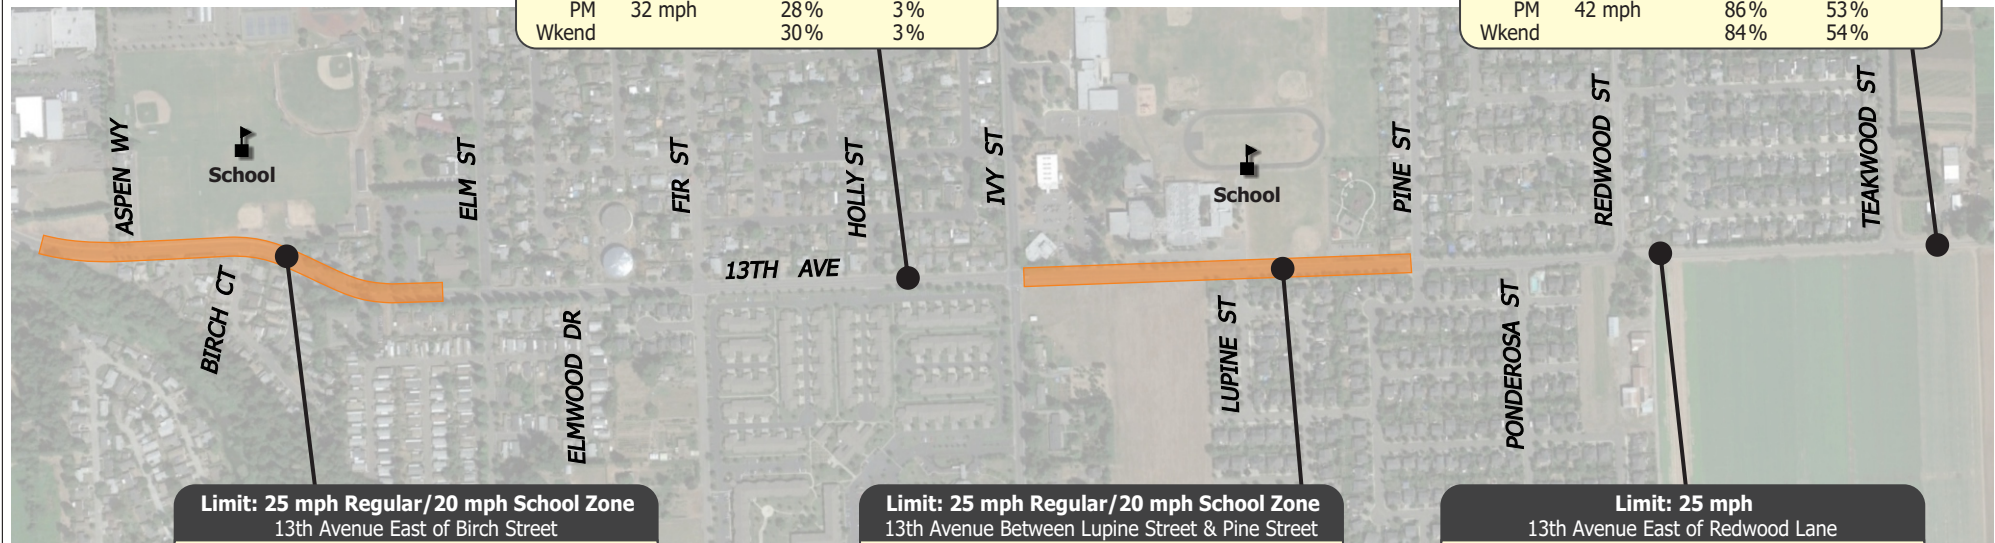 PM 32 mph 28% 3%
Wkend 30% 3%
PM 42 mph 86% 53%
Wkend 84% 54%
ASPEN WY
School
ELM ST
FIR ST
HOLLY ST
IVY ST
School
PINE ST
REDWOOD ST
TEAKWOOD ST
13TH AVE
BIRCH CT
ELMWOOD DR
LUPINE ST
PONDEROSA ST
Limit: 25 mph Regular/20 mph School Zone
13th Avenue East of Birch Street
Limit: 25 mph Regular/20 mph School Zone
13th Avenue Between Lupine Street & Pine Street
Limit: 25 mph
13th Avenue East of Redwood Lane